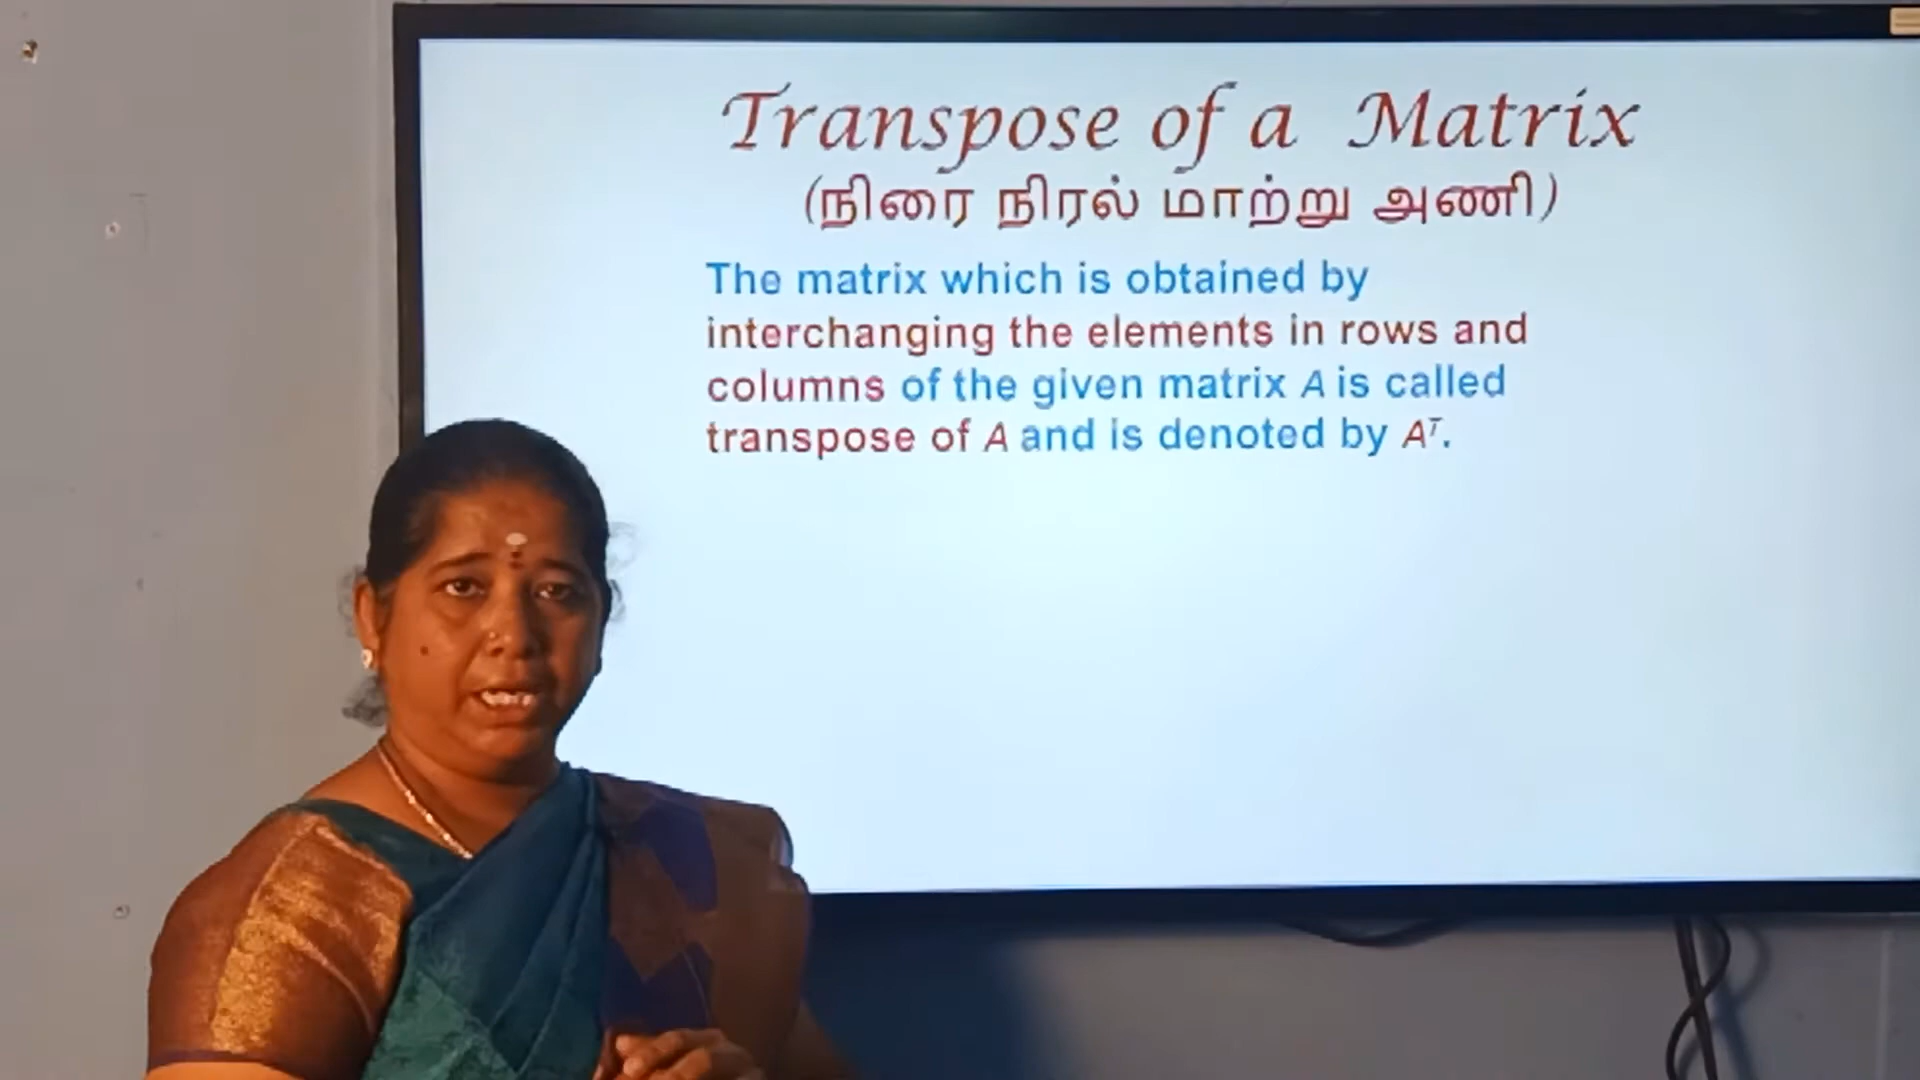 Transpose of a Matrix
(நிரை நிரல் மாற்று அணி)
The matrix which is obtained by
interchanging the elements in rows and
columns of the given matrix A is called
transpose of A and is denoted by Aᵀ.